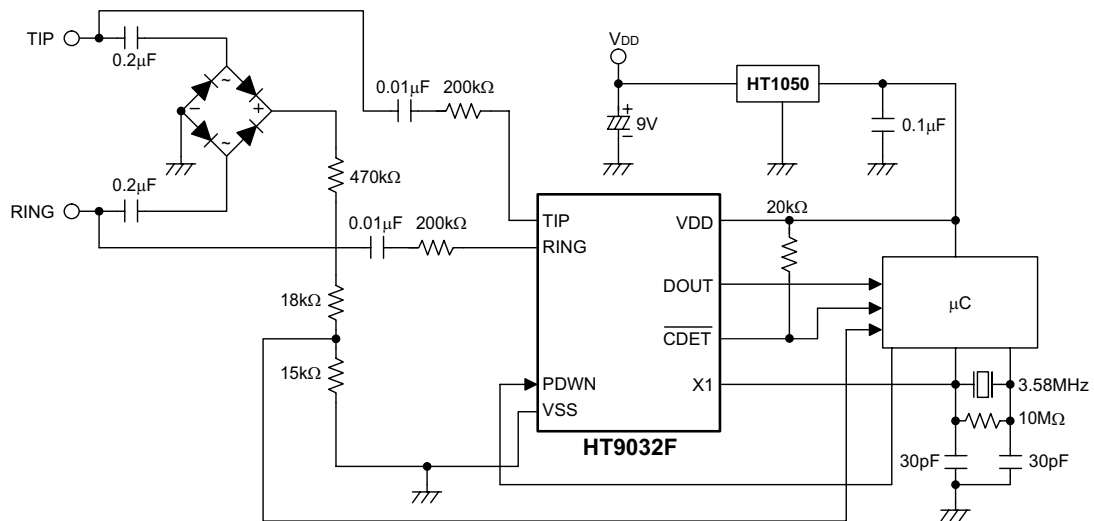 TIP
0.2μF
~
−
+
~
0.2μF
RING
0.01μF
200kΩ
470kΩ
0.01μF
200kΩ
18kΩ
15kΩ
VDD
+
−
9V
HT1050
0.1μF
20kΩ
TIP
RING
PDWN
VSS
VDD
DOUT
CDET
X1
HT9032F
μC
3.58MHz
10MΩ
30pF
30pF